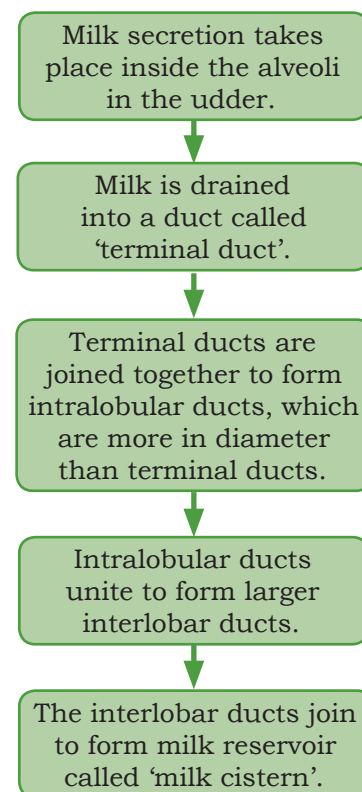 Milk secretion takes
place inside the alveoli
in the udder.
Milk is drained
into a duct called
‘terminal duct’.
Terminal ducts are
joined together to form
intralobular ducts, which
are more in diameter
than terminal ducts.
Intralobular ducts
unite to form larger
interlobar ducts.
The interlobar ducts join
to form milk reservoir
called ‘milk cistern’.